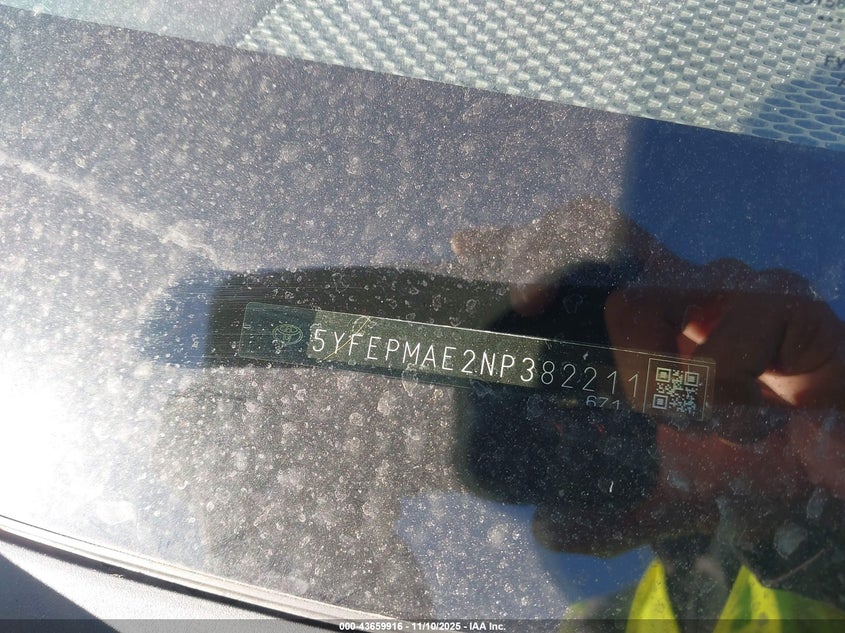 5YFEPMAE2NP382211
671
000-43659916 - 11/10/2025 - IAA Inc.